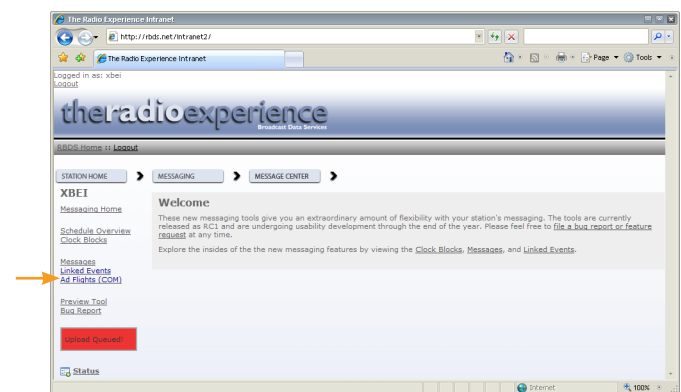 The Radio Experience Intranet
http://rbds.net/intranet2/
The Radio Experience Intranet
Page
Tools
Logged in as: xbei
Logout
theradioexperience
Broadcast Data Services
RBDS Home :: Logout
STATION HOME
MESSAGING
MESSAGE CENTER
XBEI
Messaging Home
Schedule Overview
Clock Blocks
Messages
Linked Events
Ad Flights (COM)
Preview Tool
Bug Report
Upload Queued!
Status
Welcome
These new messaging tools give you an extraordinary amount of flexibility with your station's messaging. The tools are currently
released as RC1 and are undergoing usability development through the end of the year. Please feel free to file a bug report or feature
request at any time.
Explore the insides of the the new messaging features by viewing the Clock Blocks, Messages, and Linked Events.
Internet
100%